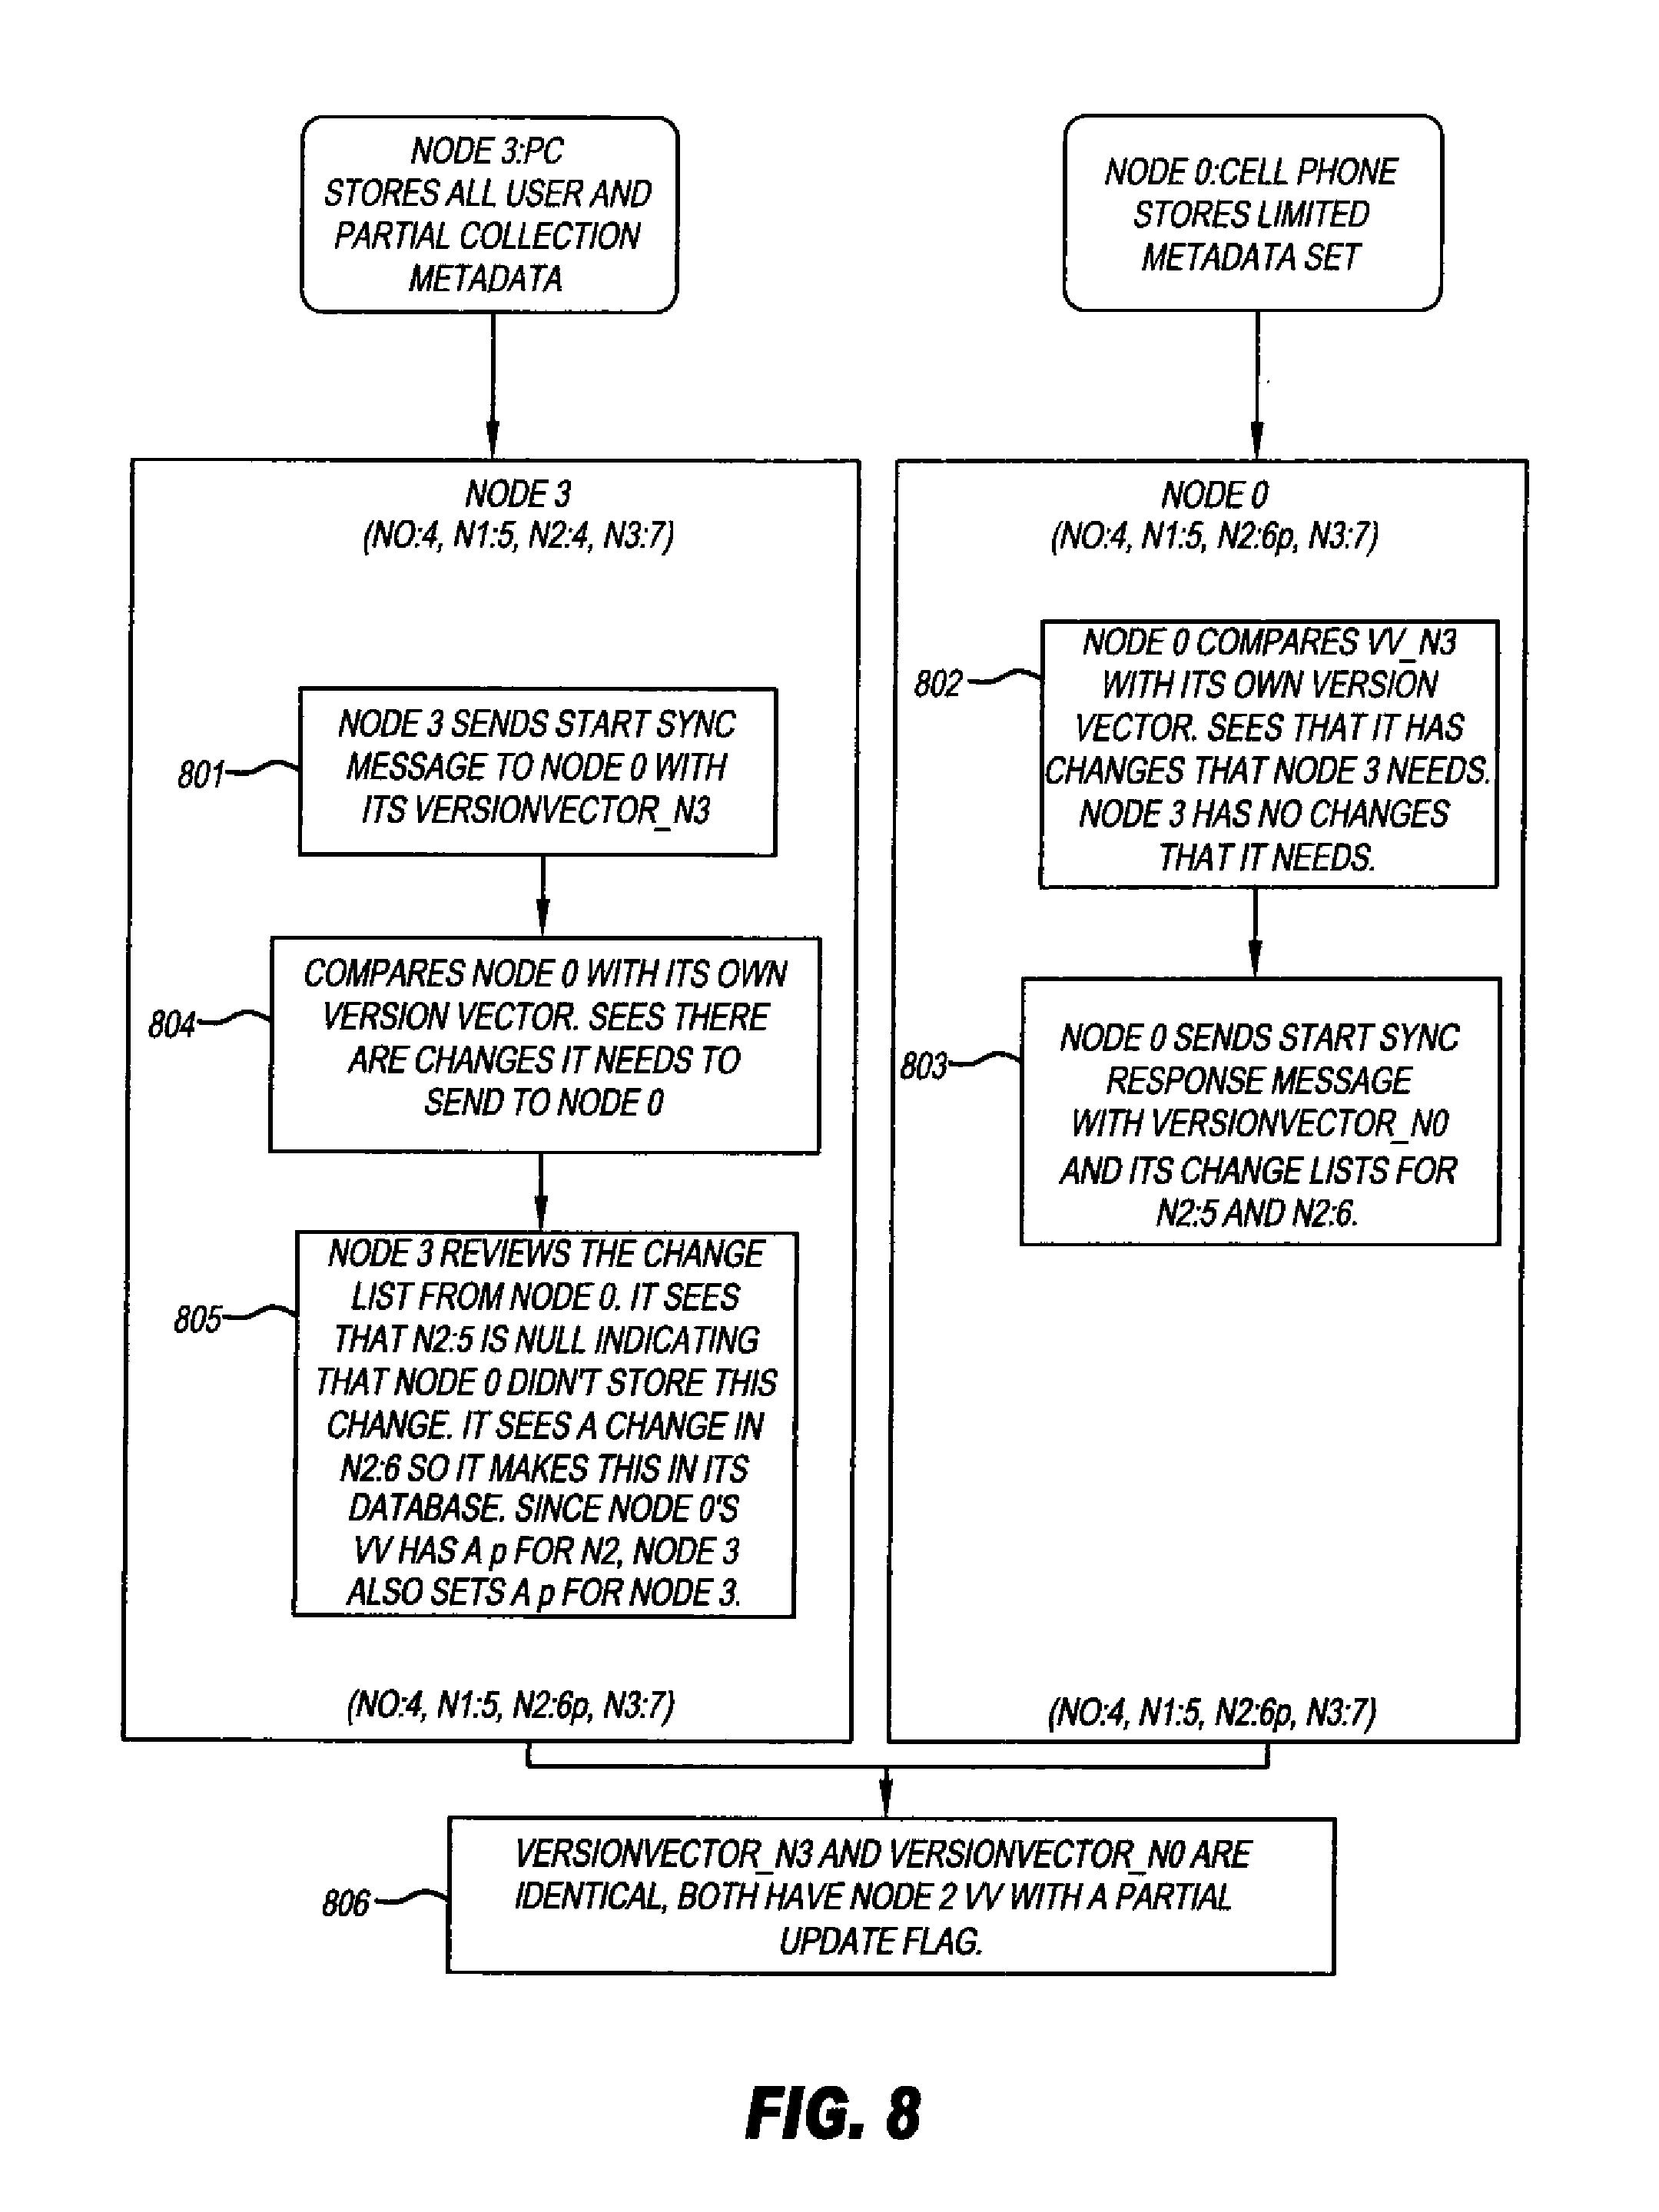 NODE 3:PC
STORES ALL USER AND
PARTIAL COLLECTION
METADATA
NODE 0:CELL PHONE
STORES LIMITED
METADATA SET
NODE 3
(NO:4, N1:5, N2:4, N3:7)
801
NODE 3 SENDS START SYNC
MESSAGE TO NODE 0 WITH
ITS VERSIONVECTOR_N3
804
COMPARES NODE 0 WITH ITS OWN
VERSION VECTOR. SEES THERE
ARE CHANGES IT NEEDS TO
SEND TO NODE 0
805
NODE 3 REVIEWS THE CHANGE
LIST FROM NODE 0. IT SEES
THAT N2:5 IS NULL INDICATING
THAT NODE 0 DIDN'T STORE THIS
CHANGE. IT SEES A CHANGE IN
N2:6 SO IT MAKES THIS IN ITS
DATABASE. SINCE NODE 0'S
VV HAS A p FOR N2, NODE 3
ALSO SETS A p FOR NODE 3.
(NO:4, N1:5, N2:6p, N3:7)
NODE 0
(NO:4, N1:5, N2:6p, N3:7)
802
NODE 0 COMPARES VV_N3
WITH ITS OWN VERSION
VECTOR. SEES THAT IT HAS
CHANGES THAT NODE 3 NEEDS.
NODE 3 HAS NO CHANGES
THAT IT NEEDS.
803
NODE 0 SENDS START SYNC
RESPONSE MESSAGE
WITH VERSIONVECTOR_N0
AND ITS CHANGE LISTS FOR
N2:5 AND N2:6.
(NO:4, N1:5, N2:6p, N3:7)
806
VERSIONVECTOR_N3 AND VERSIONVECTOR_N0 ARE
IDENTICAL, BOTH HAVE NODE 2 VV WITH A PARTIAL
UPDATE FLAG.
FIG. 8